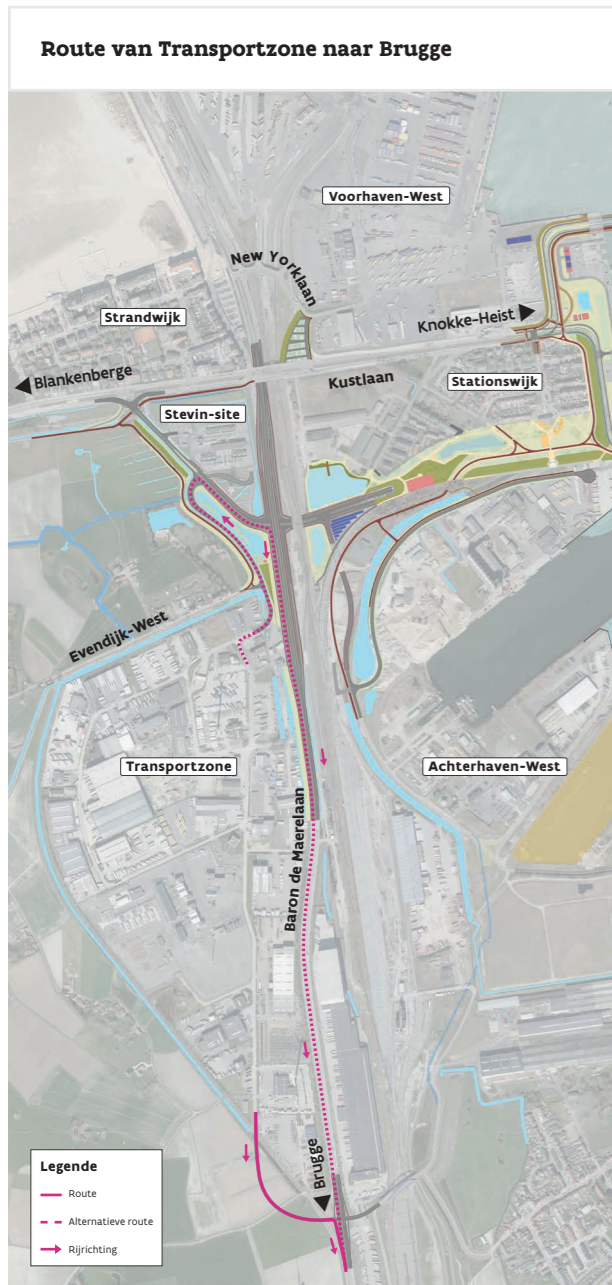 Route van Transportzone naar Brugge
Voorhaven-West
New Yorklaan
Strandwijk
Knokke-Heist
Blankenberge
Kustlaan
Stationswijk
Stevin-site
Evendijk-West
Transportzone
Achterhaven-West
Baron de Maerelaan
Brugge
Legende
Route
Alternatieve route
Rijrichting